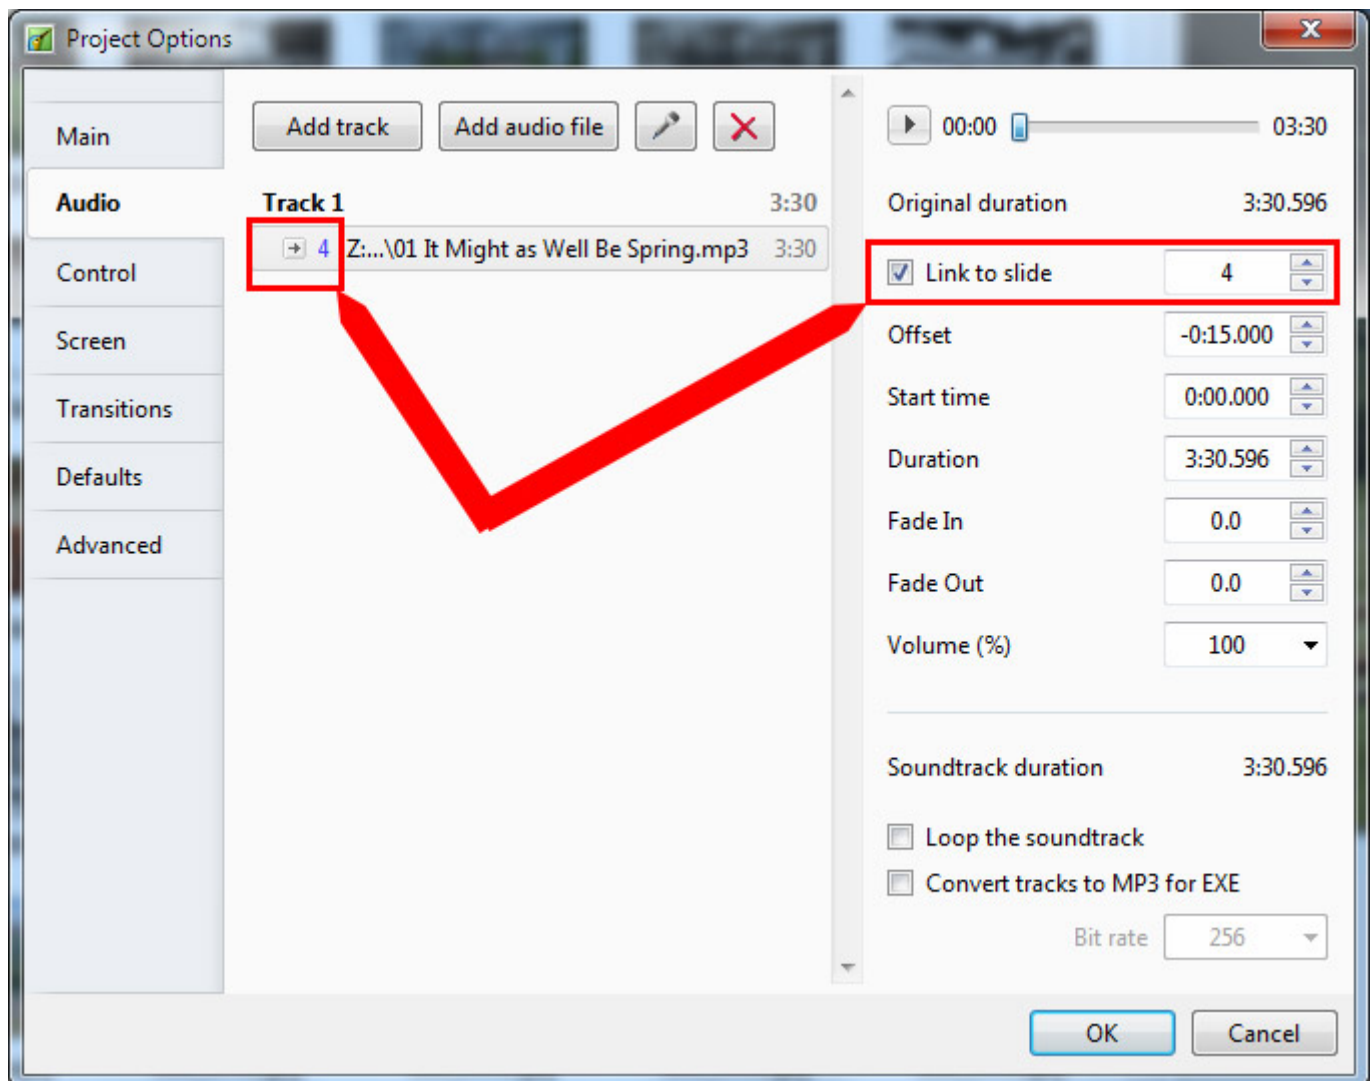 Project Options
Main
Audio
Control
Screen
Transitions
Defaults
Advanced
Add track Add audio file
Track 1 3:30
4 Z:...\01 It Might as Well Be Spring.mp3 3:30
00:00 03:30
Original duration 3:30.596
Link to slide 4
Offset -0:15.000
Start time 0:00.000
Duration 3:30.596
Fade In 0.0
Fade Out 0.0
Volume (%) 100
Soundtrack duration 3:30.596
Loop the soundtrack
Convert tracks to MP3 for EXE
Bit rate 256
OK Cancel